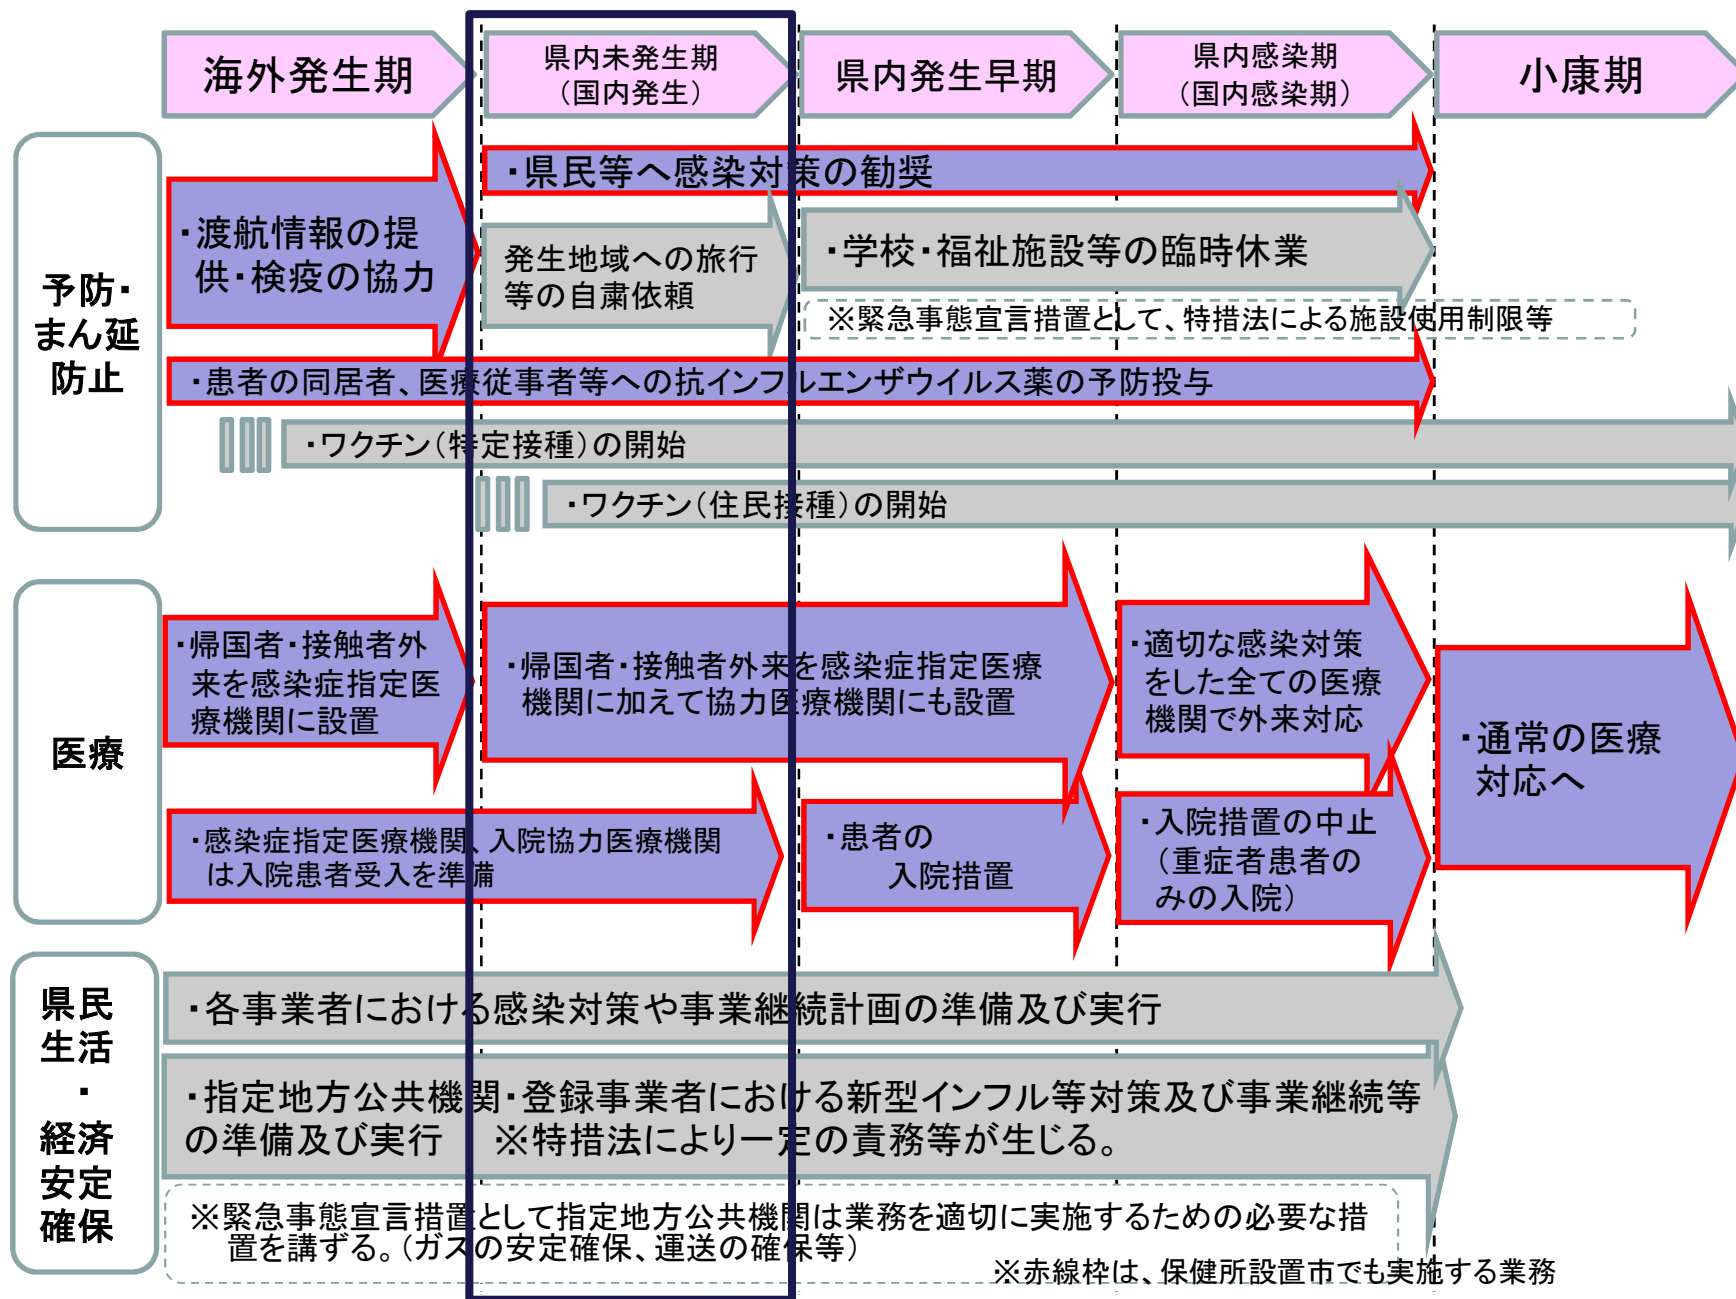 海外発生期
県内未発生期
（国内発生）
県内発生早期
県内感染期
（国内感染期）
小康期
予防・
まん延
防止
・県民等へ感染対策の勧奨
・渡航情報の提
供・検疫の協力
発生地域への旅行
等の自粛依頼
・学校・福祉施設等の臨時休業
※緊急事態宣言措置として、特措法による施設使用制限等
・患者の同居者、医療従事者等への抗インフルエンザウイルス薬の予防投与
・ワクチン（特定接種）の開始
・ワクチン（住民接種）の開始
医療
・帰国者・接触者外
来を感染症指定医
療機関に設置
・帰国者・接触者外来を感染症指定医療
機関に加えて協力医療機関にも設置
・適切な感染対策
をした全ての医療
機関で外来対応
・通常の医療
対応へ
・感染症指定医療機関、入院協力医療機関
は入院患者受入を準備
・患者の
入院措置
・入院措置の中止
（重症者患者の
みの入院）
県民
生活
・
経済
安定
確保
・各事業者における感染対策や事業継続計画の準備及び実行
・指定地方公共機関・登録事業者における新型インフル等対策及び事業継続等
の準備及び実行　※特措法により一定の責務等が生じる。
※緊急事態宣言措置として指定地方公共機関は業務を適切に実施するための必要な措
置を講ずる。（ガスの安定確保、運送の確保等）
※赤線枠は、保健所設置市でも実施する業務